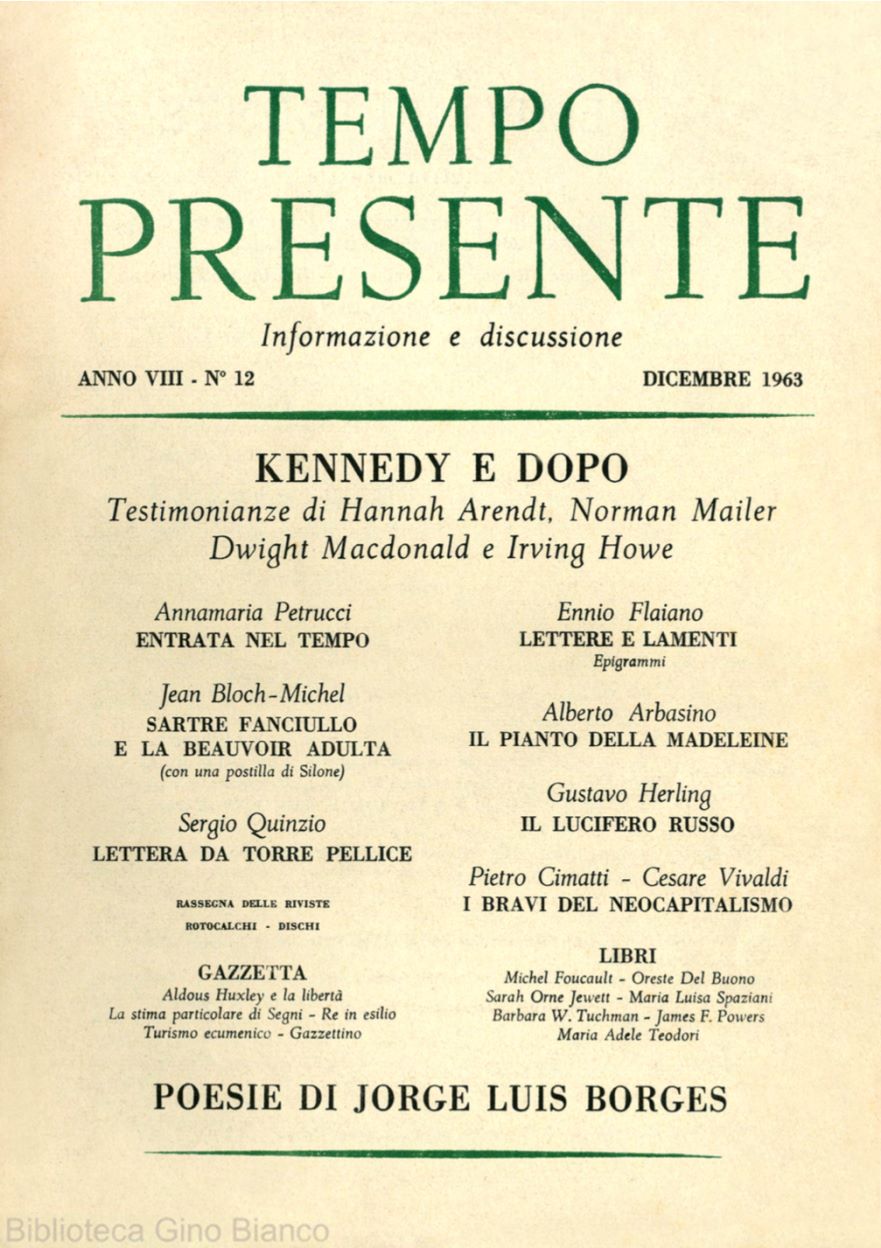 TEMPO
PRESENTE
Informazione e discussione
ANNO VIII - N° 12
DICEMBRE 1963
KENNEDY E DOPO
Testimonianze di Hannah Arendt, Norman Mailer
Dwight Macdonald e Irving Howe
Annamaria Petrucci
ENTRATA NEL TEMPO
Jean Bloch-Michel
SARTRE FANCIULLO
E LA BEAUVOIR ADULTA
(con una postilla di Silone)
Sergio Quinzio
LETTERA DA TORRE PELLICE
RASSEGNA DELLE RIVISTE
ROTOCALCHI - DISCHI
GAZZETTA
Aldous Huxley e la libertà
La stima particolare di Segni - Re in esilio
Turismo ecumenico - Gazzettino
Ennio Flaiano
LETTERE E LAMENTI
Epigrammi
Alberto Arbasino
IL PIANTO DELLA MADELEINE
Gustavo Herling
IL LUCIFERO RUSSO
Pietro Cimatti - Cesare Vivaldi
I BRAVI DEL NEOCAPITALISMO
LIBRI
Michel Foucault - Oreste Del Buono
Sarah Orne Jewett - Maria Luisa Spaziani
Barbara W. Tuchman - James F. Powers
Maria Adele Teodori
POESIE DI JORGE LUIS BORGES
Biblioteca Gino Bianco